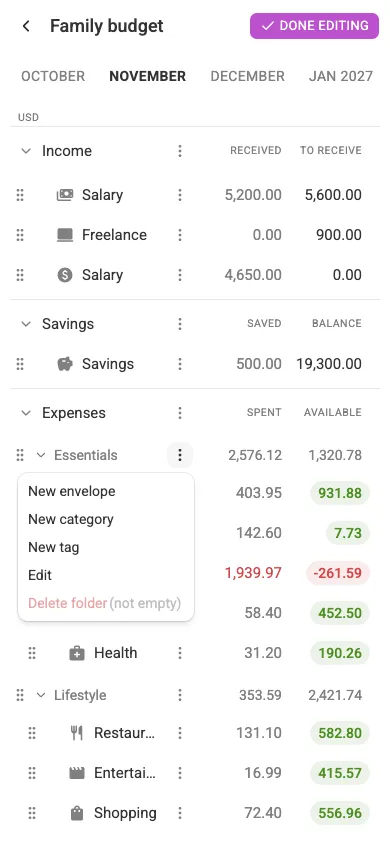 Family budget DONE EDITING
OCTOBER NOVEMBER DECEMBER JAN 2027
USD
Income RECEIVED TO RECEIVE
Salary 5,200.00 5,600.00
Freelance 0.00 900.00
Salary 4,650.00 0.00
Savings SAVED BALANCE
Savings 500.00 19,300.00
Expenses SPENT AVAILABLE
Essentials 2,576.12 1,320.78
New envelope 403.95 931.88
New category 142.60 7.73
New tag
Edit 1,939.97 -261.59
Delete folder (not empty) 58.40 452.50
Health 31.20 190.26
Lifestyle 353.59 2,421.74
Restaur... 131.10 582.80
Entertai... 16.99 415.57
Shopping 72.40 556.96